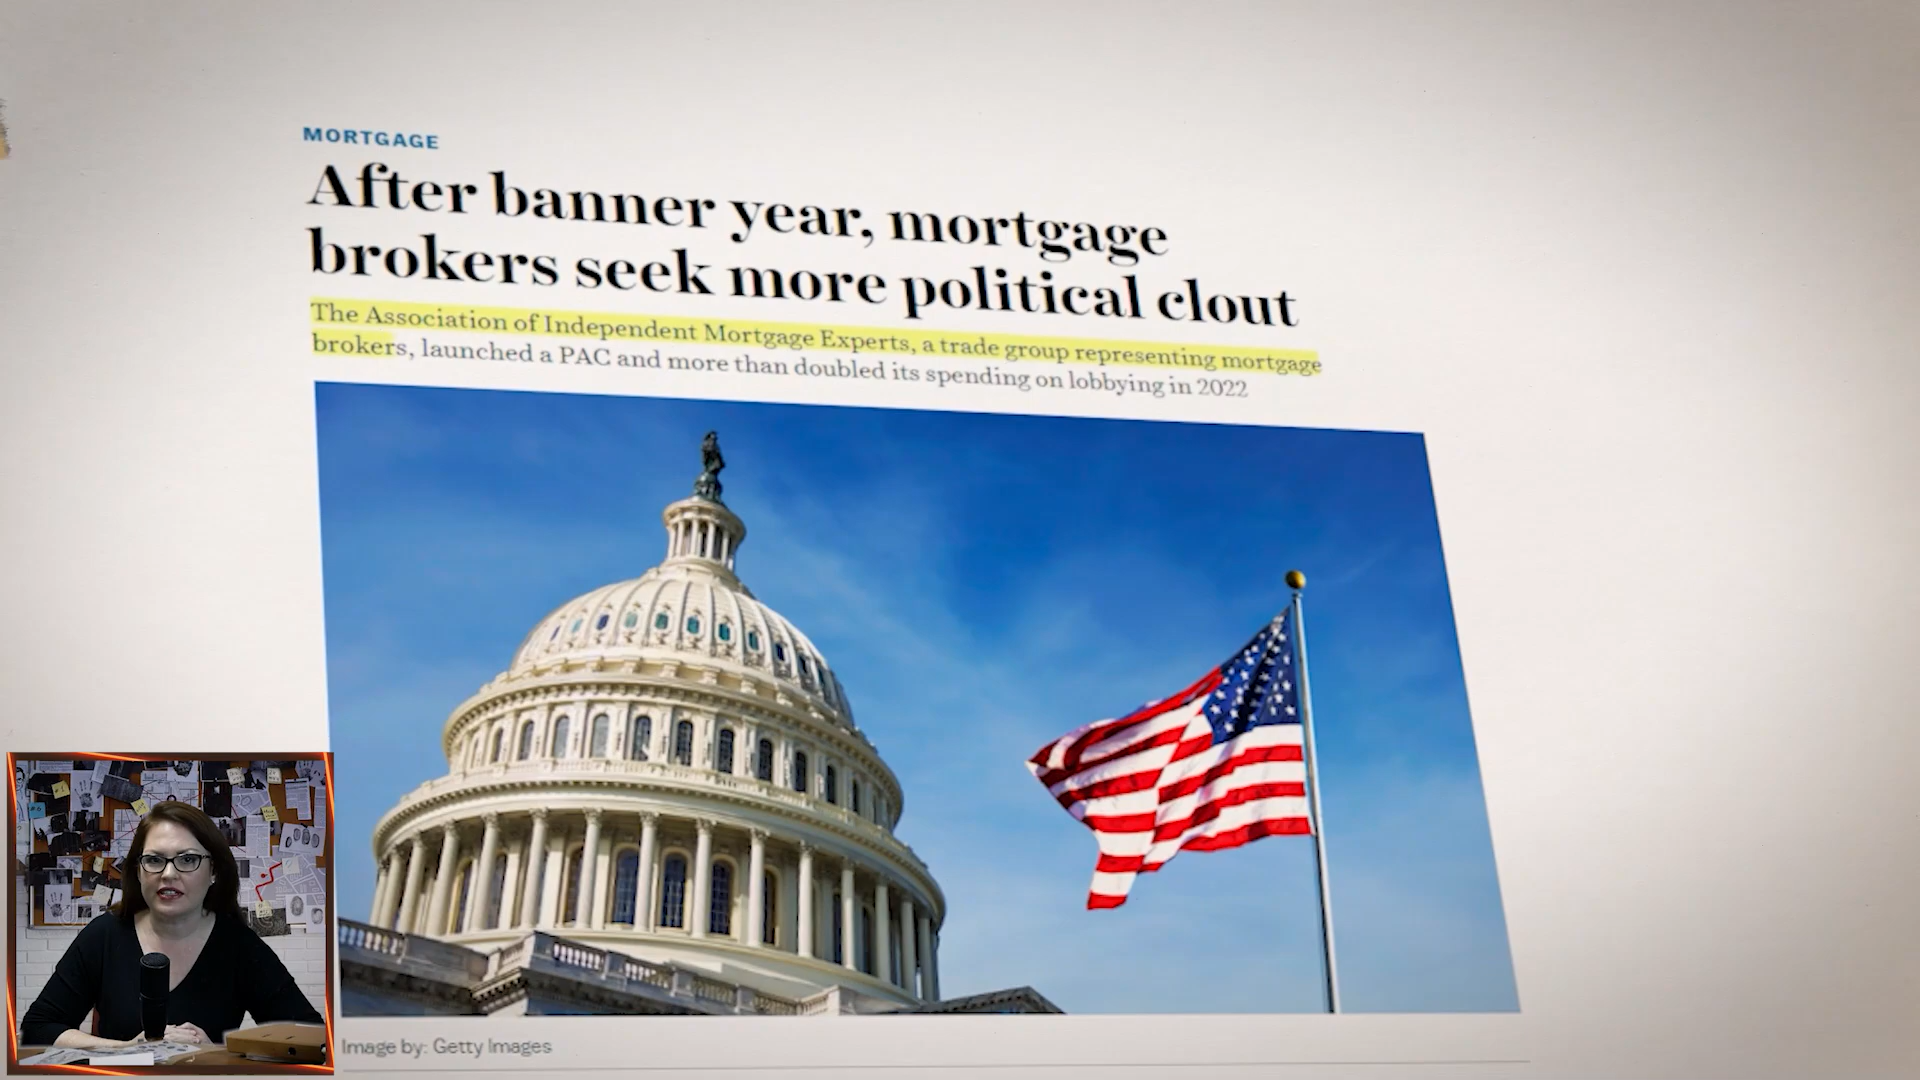 MORTGAGE
After banner year, mortgage
brokers seek more political clout
The Association of Independent Mortgage Experts, a trade group representing mortgage
brokers, launched a PAC and more than doubled its spending on lobbying in 2022
Image by: Getty Images